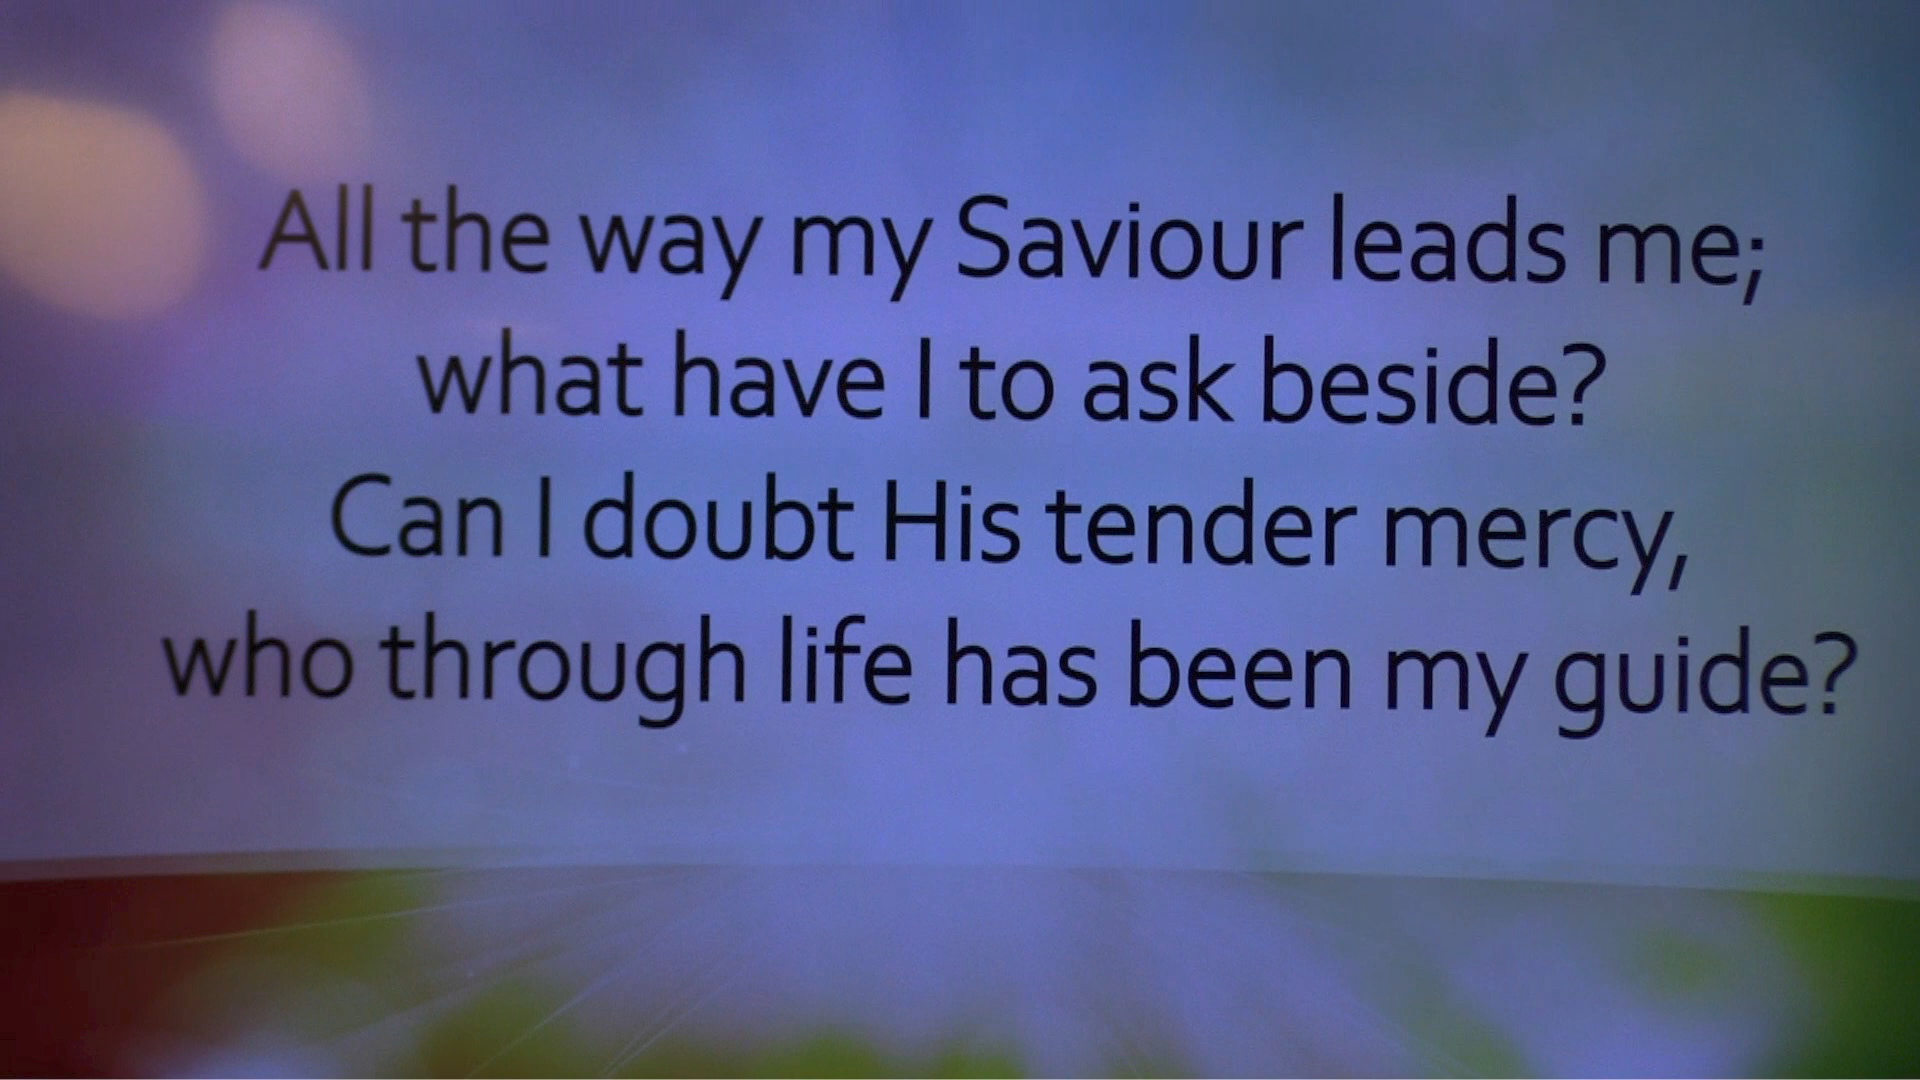 All the way my Saviour leads me;
what have I to ask beside?
Can I doubt His tender mercy,
who through life has been my guide?